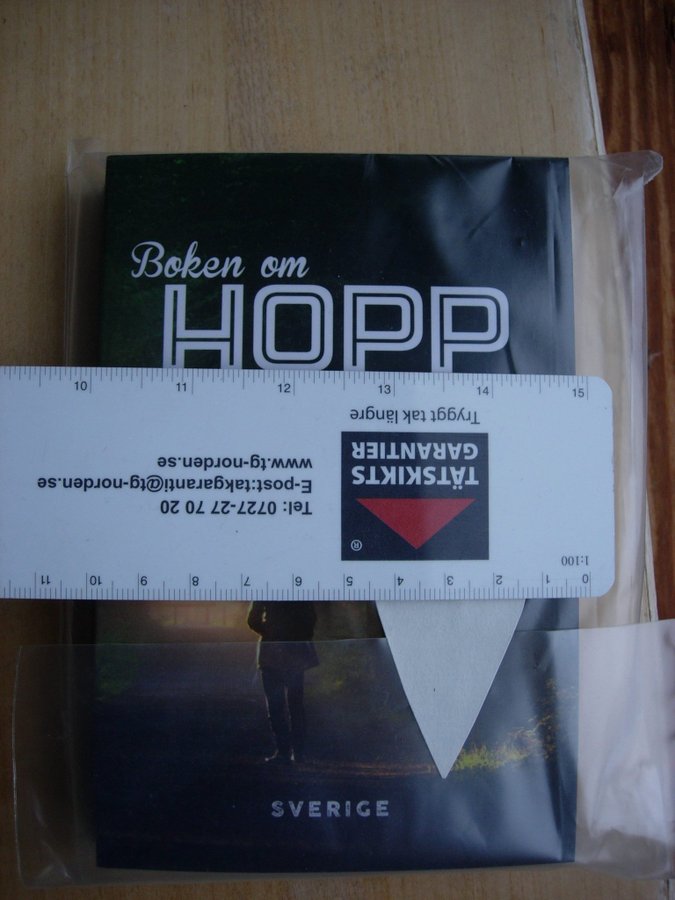 Boken om
HOPP
10 11 12 13 14 15
Tryggt tak längre
TÄTSKIKTS
GARANTIER
®
www.tg-norden.se
E-post:takgaranti@tg-norden.se
Tel: 0727-27 70 20
1:100
11 10 9 8 7 6 5 4 3 2 1 0
SVERIGE